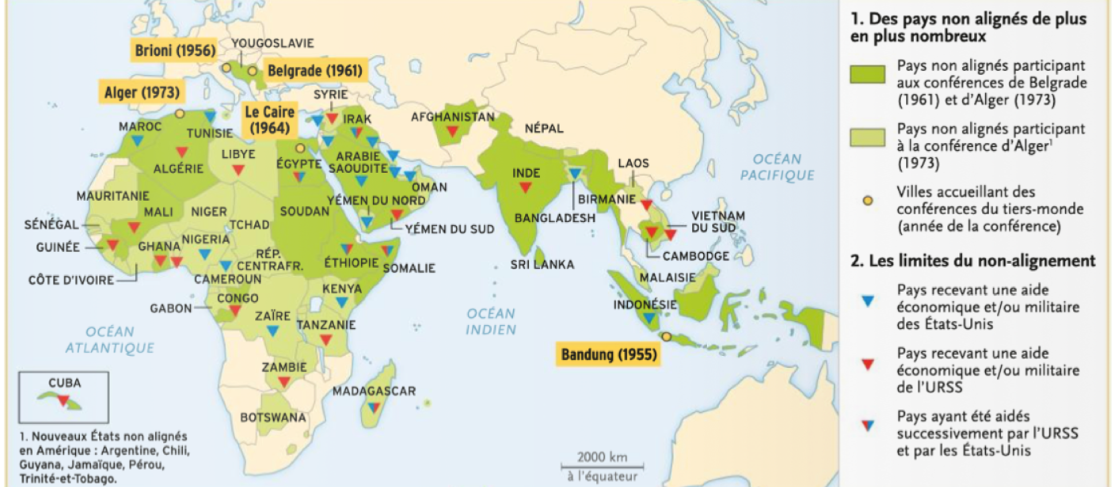 Brioni (1956)
YOUGOSLAVIE
Belgrade (1961)
Alger (1973)
SYRIE
Le Caire
(1964)
IRAK
AFGHANISTAN
MAROC
TUNISIE
NÉPAL
ALGÉRIE
LIBYE
ÉGYPTE
ARABIE
SAOUDITE
INDE
LAOS
OCÉAN
PACIFIQUE
OMAN
MAURITANIE
YÉMEN DU NORD
BIRMANIE
MALI
NIGER
SOUDAN
BANGLADESH
VIETNAM
DU SUD
SÉNÉGAL
TCHAD
YÉMEN DU SUD
GUINÉE
GHANA
NIGERIA
RÉP.
CENTRAFR.
ÉTHIOPIE
SOMALIE
SRI LANKA
CAMBODGE
CÔTE D'IVOIRE
CAMEROUN
MALAISIE
KENYA
GABON
CONGO
INDONÉSIE
ZAÏRE
TANZANIE
OCÉAN
INDIEN
OCÉAN
ATLANTIQUE
Bandung (1955)
ZAMBIE
CUBA
MADAGASCAR
BOTSWANA
1. Nouveaux États non alignés
en Amérique : Argentine, Chili,
Guyana, Jamaïque, Pérou,
Trinité-et-Tobago.
2000 km
à l'équateur
1. Des pays non alignés de plus
en plus nombreux
Pays non alignés participant
aux conférences de Belgrade
(1961) et d'Alger (1973)
Pays non alignés participant
à la conférence d'Alger¹
(1973)
Villes accueillant des
conférences du tiers-monde
(année de la conférence)
2. Les limites du non-alignement
Pays recevant une aide
économique et/ou militaire
des États-Unis
Pays recevant une aide
économique et/ou militaire
de l'URSS
Pays ayant été aidés
successivement par l'URSS
et par les États-Unis